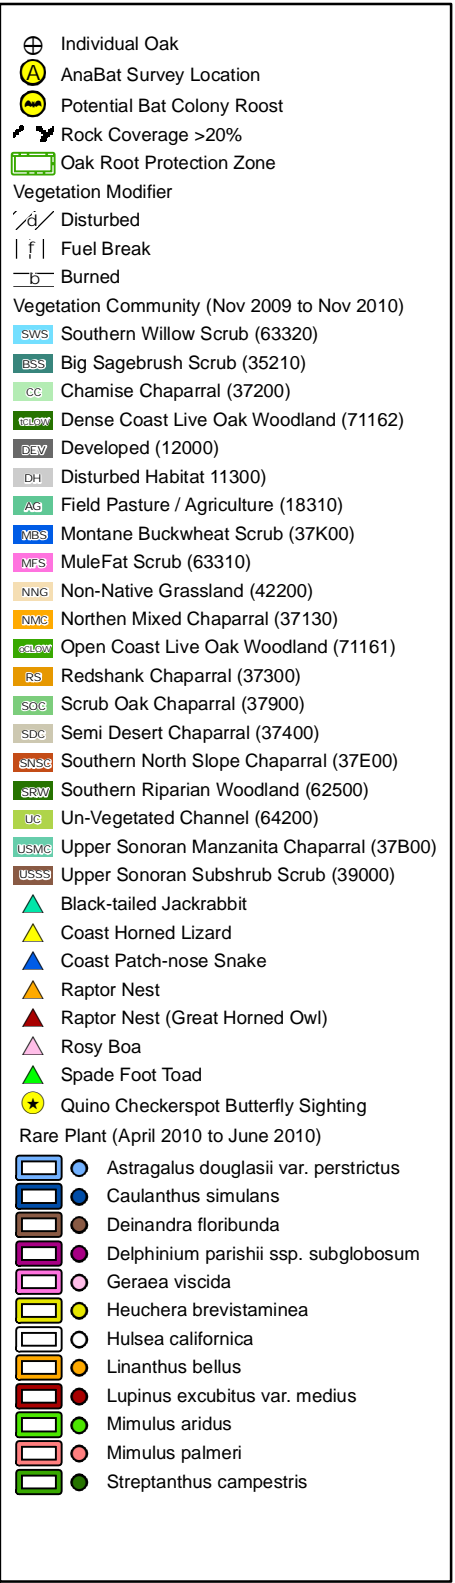 Individual Oak
A AnaBat Survey Location
Potential Bat Colony Roost
Rock Coverage >20%
Oak Root Protection Zone
Vegetation Modifier
d Disturbed
f Fuel Break
b Burned
Vegetation Community (Nov 2009 to Nov 2010)
SWS Southern Willow Scrub (63320)
BSS Big Sagebrush Scrub (35210)
CC Chamise Chaparral (37200)
Dense Coast Live Oak Woodland (71162)
DEV Developed (12000)
DH Disturbed Habitat 11300)
AG Field Pasture / Agriculture (18310)
MBS Montane Buckwheat Scrub (37K00)
MFS MuleFat Scrub (63310)
NNG Non-Native Grassland (42200)
NMC Northen Mixed Chaparral (37130)
oCLOW Open Coast Live Oak Woodland (71161)
RS Redshank Chaparral (37300)
SOC Scrub Oak Chaparral (37900)
SDC Semi Desert Chaparral (37400)
SNSC Southern North Slope Chaparral (37E00)
SRW Southern Riparian Woodland (62500)
UC Un-Vegetated Channel (64200)
USMC Upper Sonoran Manzanita Chaparral (37B00)
USSS Upper Sonoran Subshrub Scrub (39000)
Black-tailed Jackrabbit
Coast Horned Lizard
Coast Patch-nose Snake
Raptor Nest
Raptor Nest (Great Horned Owl)
Rosy Boa
Spade Foot Toad
Quino Checkerspot Butterfly Sighting
Rare Plant (April 2010 to June 2010)
Astragalus douglasii var. perstrictus
Caulanthus simulans
Deinandra floribunda
Delphinium parishii ssp. subglobosum
Geraea viscida
Heuchera brevistaminea
Hulsea californica
Linanthus bellus
Lupinus excubitus var. medius
Mimulus aridus
Mimulus palmeri
Streptanthus campestris